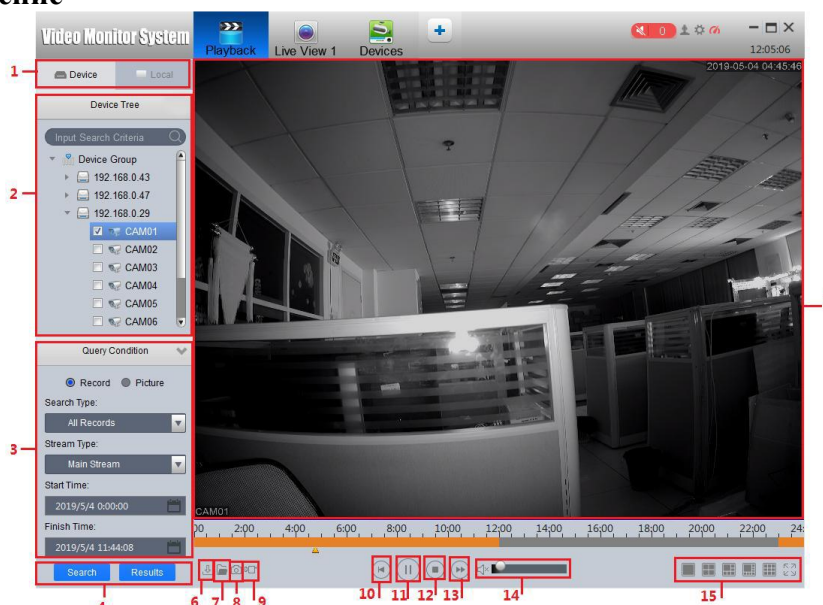 Video Monitor System
Playback
Live View 1
Devices
0
12:05:06
1
Device
Local
2019-05-04 04:45:46
Device Tree
Input Search Criteria
Device Group
192.168.0.43
192.168.0.47
2
192.168.0.29
CAM01
CAM02
CAM03
CAM04
CAM05
CAM06
Query Condition
Record
Picture
Search Type:
All Records
Stream Type:
3
Main Stream
Start Time:
2019/5/4 0:00:00
CAM01
Finish Time:
2:00 4:00 6:00 8:00 10:00 12:00 14:00 16:00 18:00 20:00 22:00 24:
2019/5/4 11:44:08
Search
Results
6 7 8 9 10 11 12 13 14 15